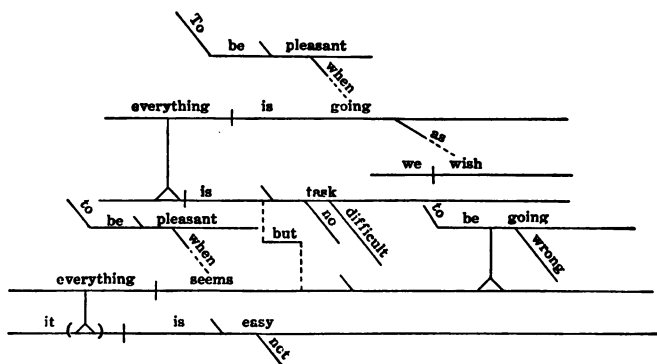 To
be pleasant
when
everything is going
as
we wish
is task
no difficult
to be pleasant
to be going
but
when
wrong
everything seems
it ( ) is easy
not